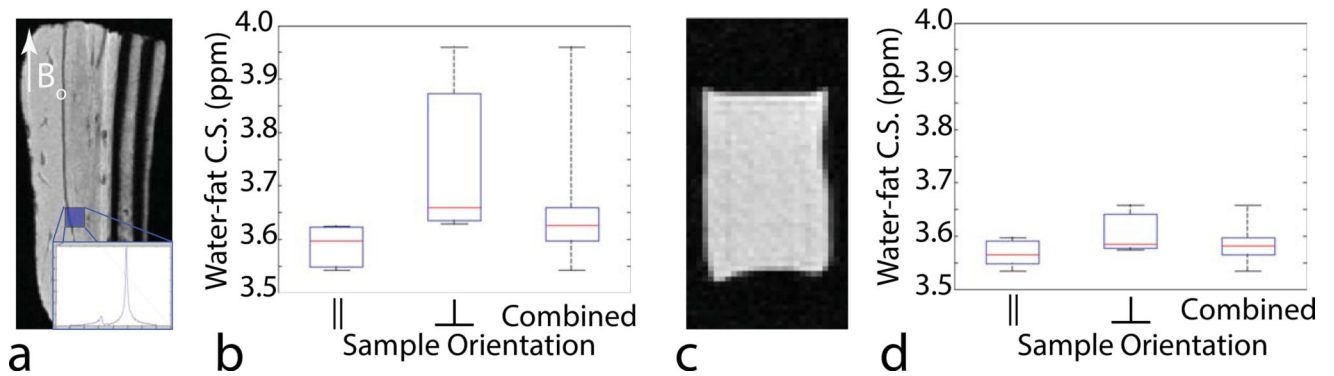 B₀
a
Water-fat C.S. (ppm)
4.0
3.9
3.8
3.7
3.6
3.5
||
⊥
Combined
Sample Orientation
b
c
Water-fat C.S. (ppm)
4.0
3.9
3.8
3.7
3.6
3.5
||
⊥
Combined
Sample Orientation
d